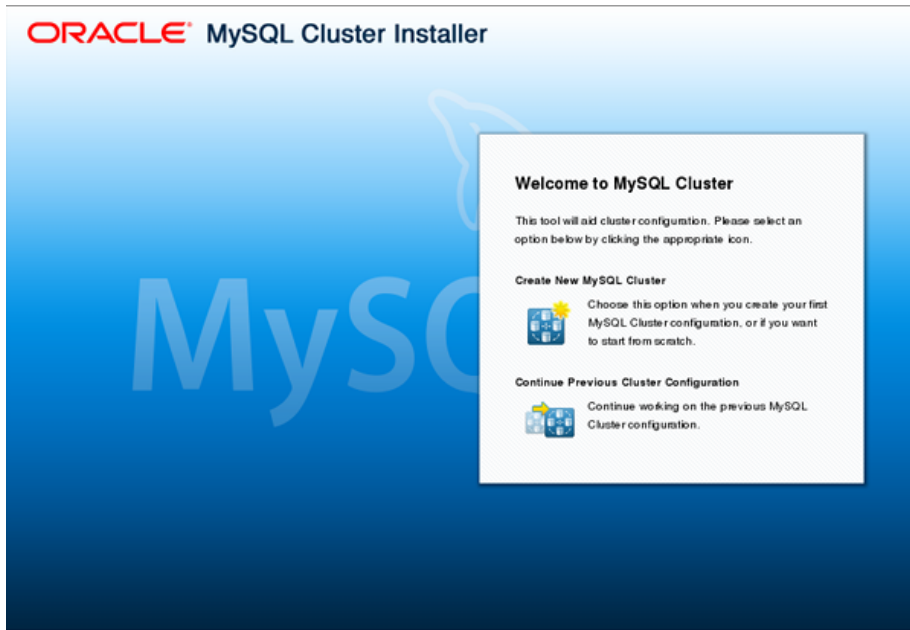 ORACLE® MySQL Cluster Installer
MySQ
Welcome to MySQL Cluster
This tool will aid cluster configuration. Please select an
option below by clicking the appropriate icon.
Create New MySQL Cluster
Choose this option when you create your first
MySQL Cluster configuration, or if you want
to start from scratch.
Continue Previous Cluster Configuration
Continue working on the previous MySQL
Cluster configuration.